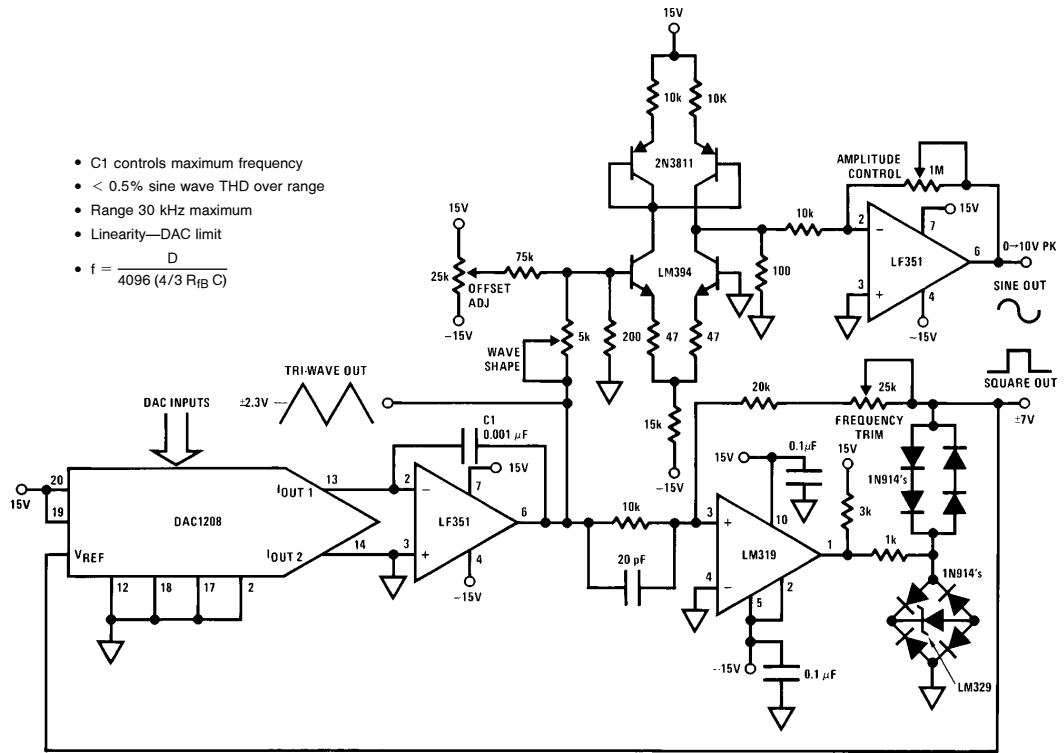 • C1 controls maximum frequency
• < 0.5% sine wave THD over range
• Range 30 kHz maximum
• Linearity—DAC limit
• f = D
4096 (4/3 RfB C)
15V
10k
10K
2N3811
AMPLITUDE
CONTROL
1M
15V
10k
2
7
−
LF351
6
0→10V PK
3
+
4
SINE OUT
−15V
100
LM394
15V
75k
25k
OFFSET
ADJ
−15V
5k
200
47
47
WAVE
SHAPE
15k
−15V
20k
25k
FREQUENCY
TRIM
SQUARE OUT
±7V
TRI-WAVE OUT
±2.3V
DAC INPUTS
C1
0.001 µF
15V
20
19
IOUT 1
13
DAC1208
VREF
IOUT 2
14
12
18
17
2
2
−
7
15V
LF351
6
3
+
4
−15V
10k
20 pF
15V
0.1µF
15V
3k
3
+
10
LM319
1
1k
4
−
5
2
--15V
0.1 µF
1N914's
1N914's
LM329